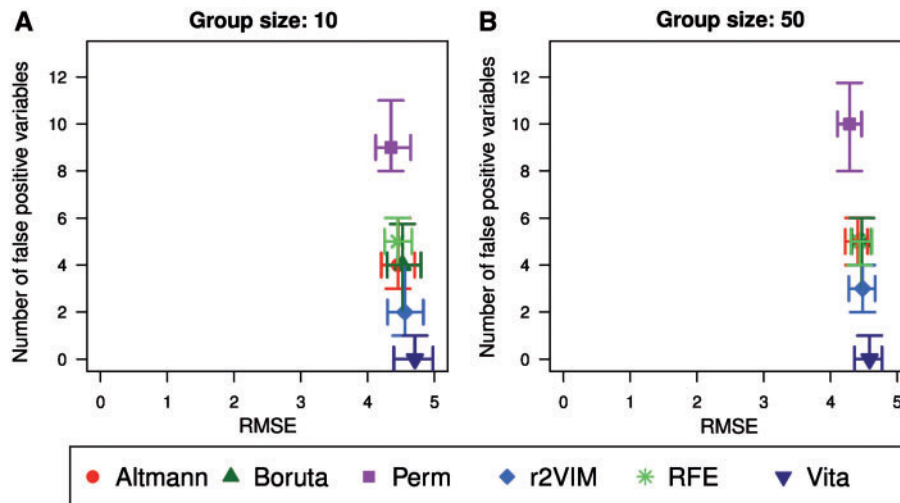 A
Group size: 10
Number of false positive variables
12
10
8
6
4
2
0
0 1 2 3 4 5
RMSE
B
Group size: 50
Number of false positive variables
12
10
8
6
4
2
0
0 1 2 3 4 5
RMSE
Altmann Boruta Perm r2VIM RFE Vita